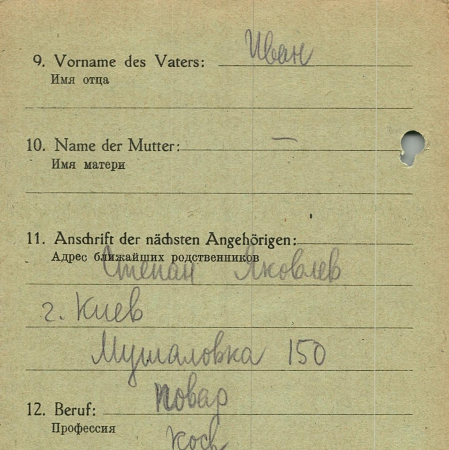 9. Vorname des Vaters: Иван
Имя отца
10. Name der Mutter: —
Имя матери
11. Anschrift der nächsten Angehörigen:
Адрес ближайших родственников
Степан Яковлев
г. Киев
Мушаловка 150
12. Beruf: повар
Профессия
Koch